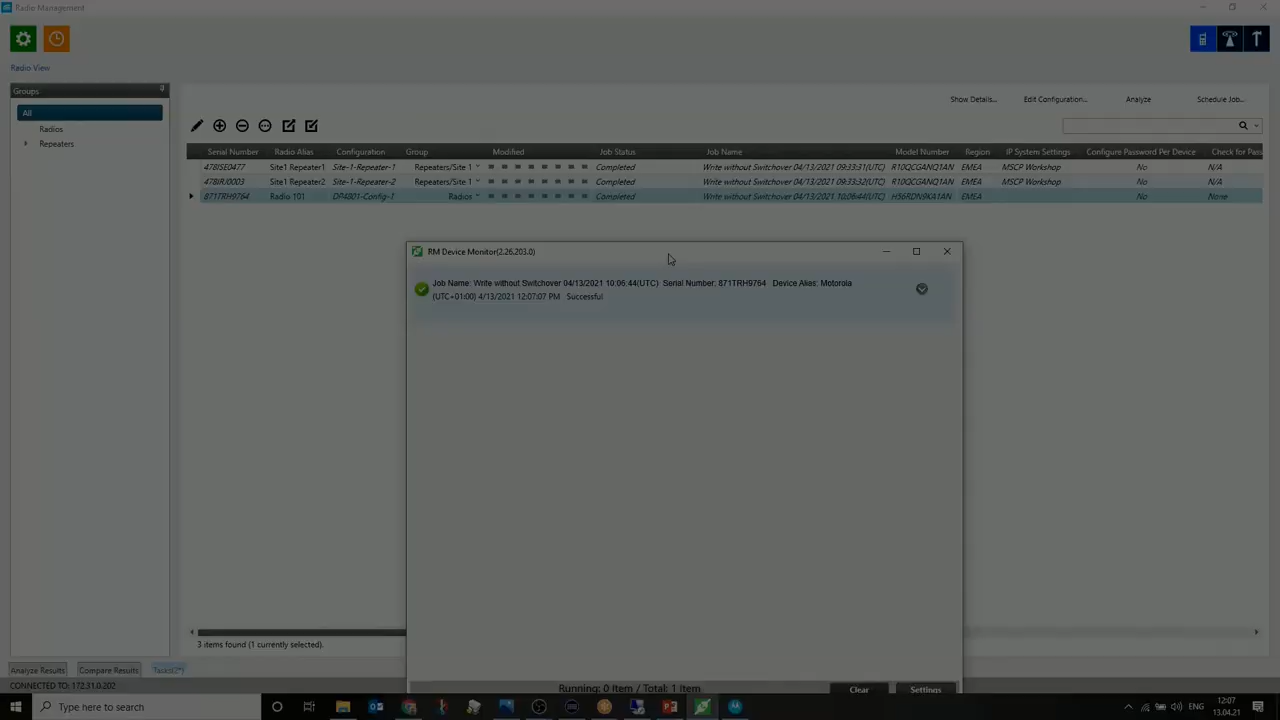 Radio Management
Radio View
Groups
All
Radios
Repeaters
Show Details...
Edit Configuration...
Analyze
Schedule Job...
Serial Number Radio Alias Configuration Group Modified Job Status Job Name Model Number Region IP System Settings Configure Password Per Device Check for Pass
478ISE0477 Site1 Repeater1 Site-1-Repeater-1 Repeaters/Site 1 Completed Write without Switchover 04/13/2021 09:33:31(UTC) R10QCGANQ1AN EMEA MSCP Workshop No N/A
478IRJ0003 Site1 Repeater2 Site-1-Repeater-2 Repeaters/Site 1 Completed Write without Switchover 04/13/2021 09:33:32(UTC) R10QCGANQ1AN EMEA MSCP Workshop No N/A
871TRH9764 Radio 101 DP4801-Config-1 Radios Completed Write without Switchover 04/13/2021 10:06:44(UTC) H56RDN9KA1AN EMEA No None
RM Device Monitor(2.26.203.0)
Job Name: Write without Switchover 04/13/2021 10:06:44(UTC) Serial Number: 871TRH9764 Device Alias: Motorola
(UTC+01:00) 4/13/2021 12:07:07 PM Successful
3 items found (1 currently selected).
Analyze Results
Compare Results
Tasks(2*)
Running: 0 Item / Total: 1 Item
Clear
Settings
CONNECTED TO: 172.31.0.202
Type here to search
ENG
12:07
13.04.21